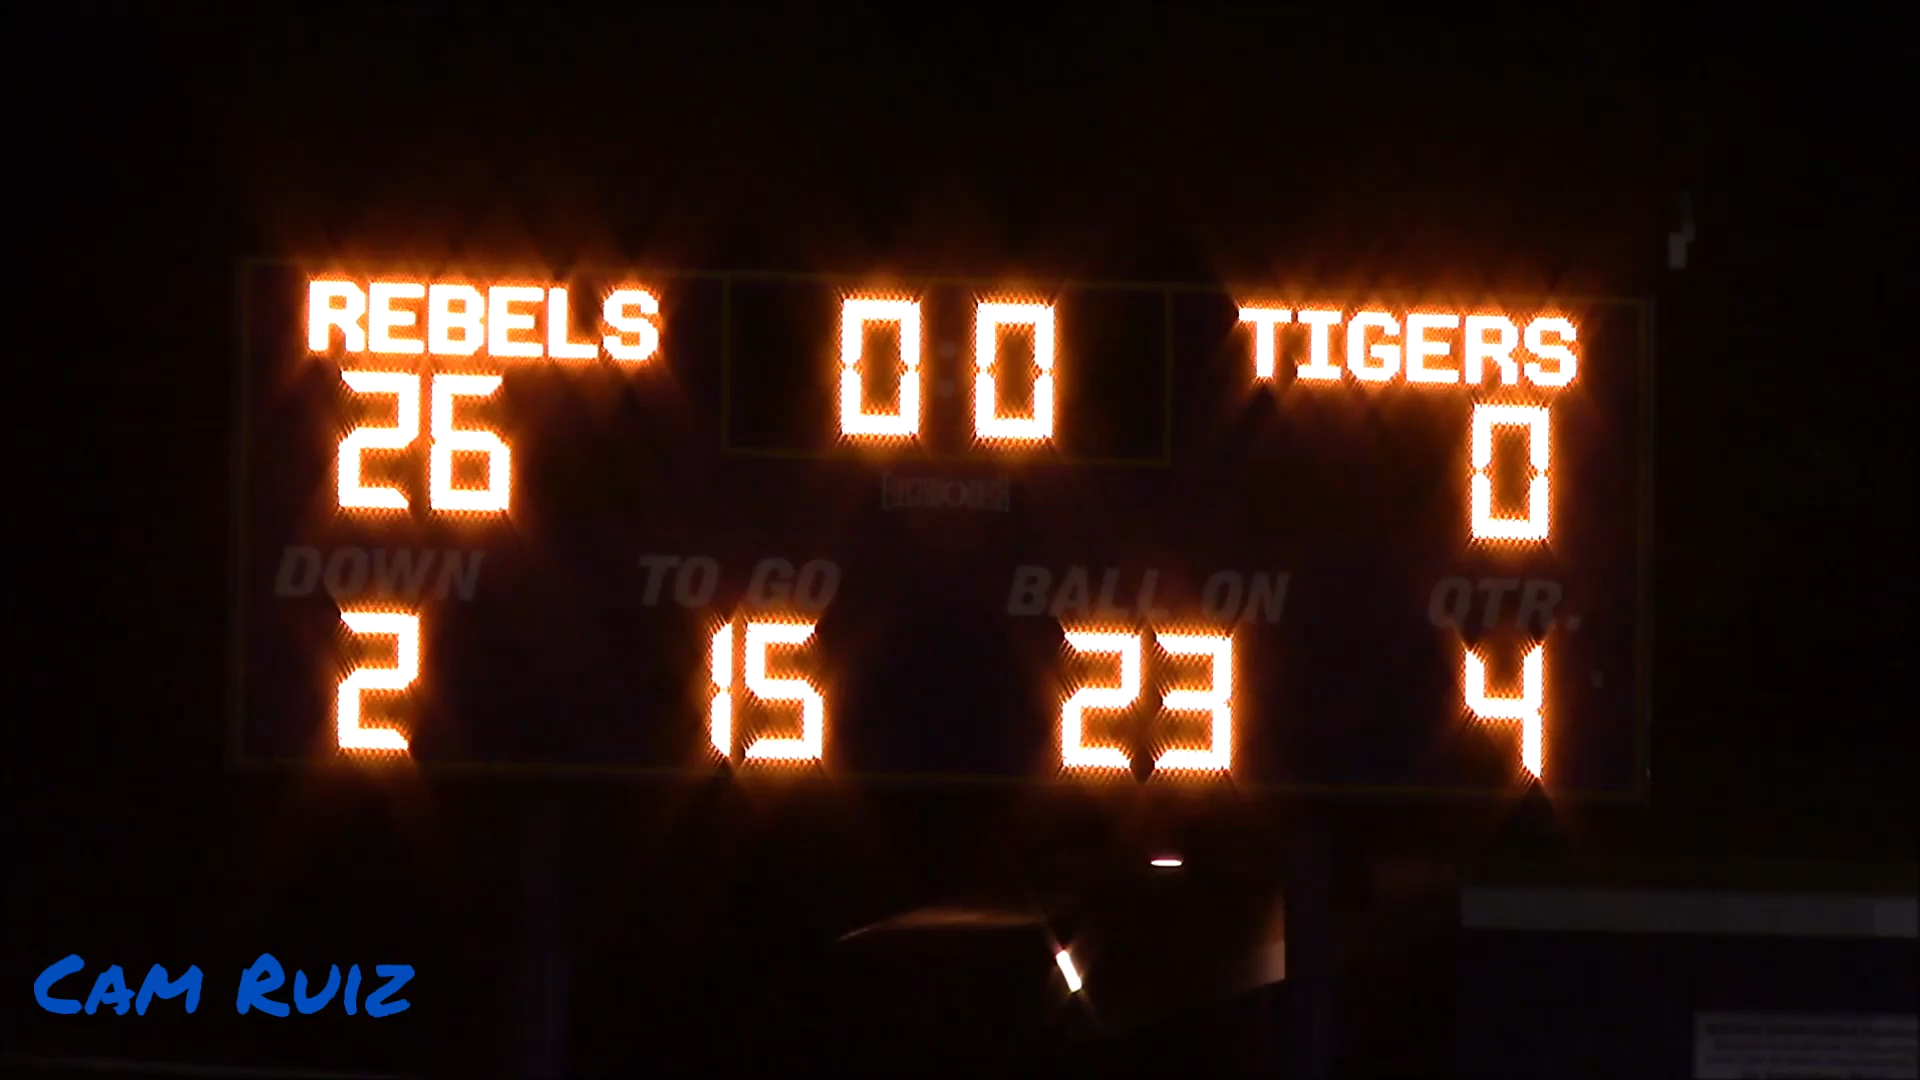 REBELS 00 TIGERS
26 0
DOWN TO GO BALL ON QTR.
2 15 23 4
CAM RUIZ